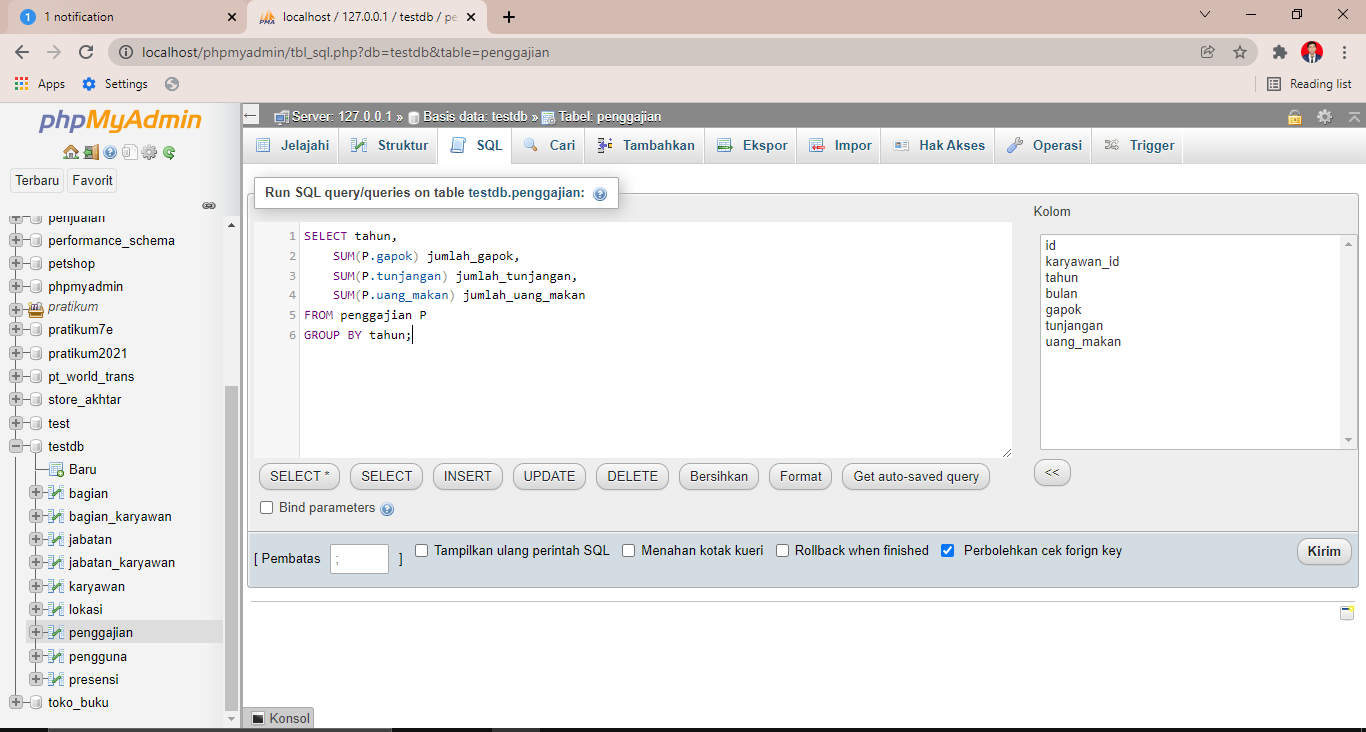 1 notification
localhost / 127.0.0.1 / testdb / pe
localhost/phpmyadmin/tbl_sql.php?db=testdb&table=penggajian
Apps
Settings
Reading list
phpMyAdmin
Terbaru
Favorit
penjualan
performance_schema
petshop
phpmyadmin
pratikum
pratikum7e
pratikum2021
pt_world_trans
store_akhtar
test
testdb
Baru
bagian
bagian_karyawan
jabatan
jabatan_karyawan
karyawan
lokasi
penggajian
pengguna
presensi
toko_buku
Server: 127.0.0.1 » Basis data: testdb » Tabel: penggajian
Jelajahi
Struktur
SQL
Cari
Tambahkan
Ekspor
Impor
Hak Akses
Operasi
Trigger
Run SQL query/queries on table testdb.penggajian:
1 SELECT tahun,
2 SUM(P.gapok) jumlah_gapok,
3 SUM(P.tunjangan) jumlah_tunjangan,
4 SUM(P.uang_makan) jumlah_uang_makan
5 FROM penggajian P
6 GROUP BY tahun;
Kolom
id
karyawan_id
tahun
bulan
gapok
tunjangan
uang_makan
SELECT *
SELECT
INSERT
UPDATE
DELETE
Bersihkan
Format
Get auto-saved query
<<
Bind parameters
[ Pembatas ; ]
Tampilkan ulang perintah SQL
Menahan kotak kueri
Rollback when finished
Perbolehkan cek forign key
Kirim
Konsol